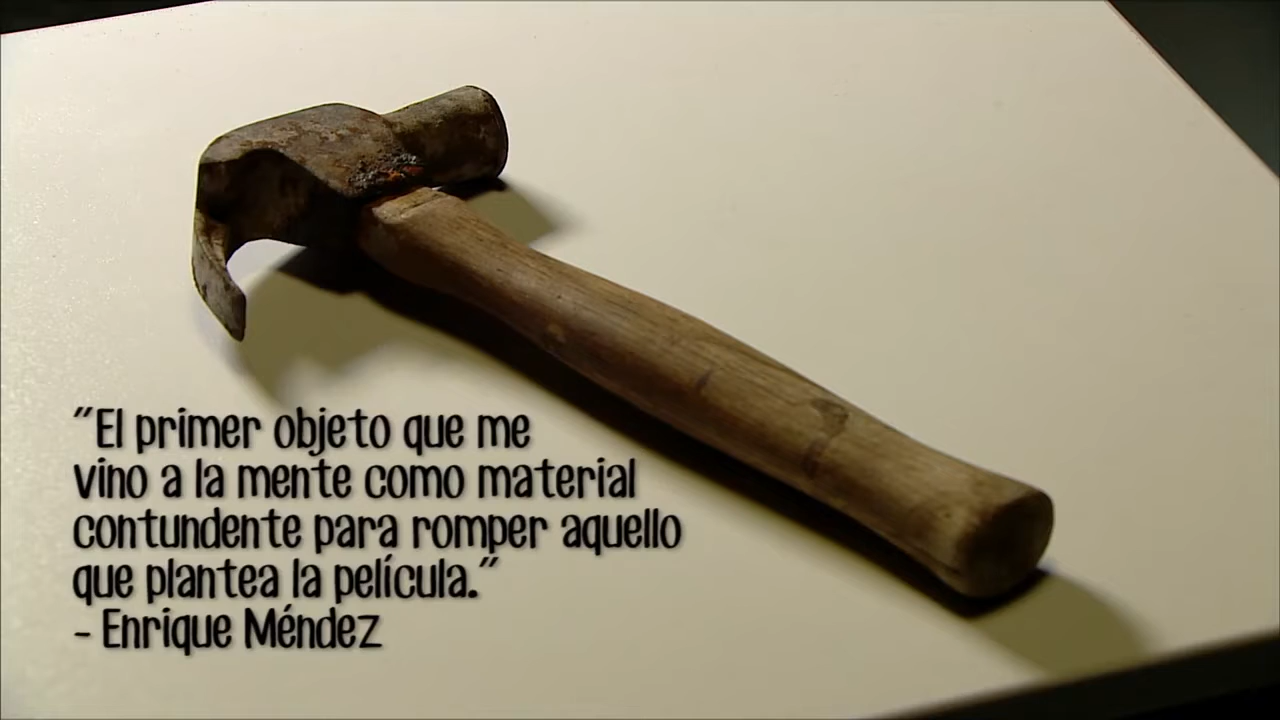 "El primer objeto que me
vino a la mente como material
contundente para romper aquello
que plantea la película."
- Enrique Méndez